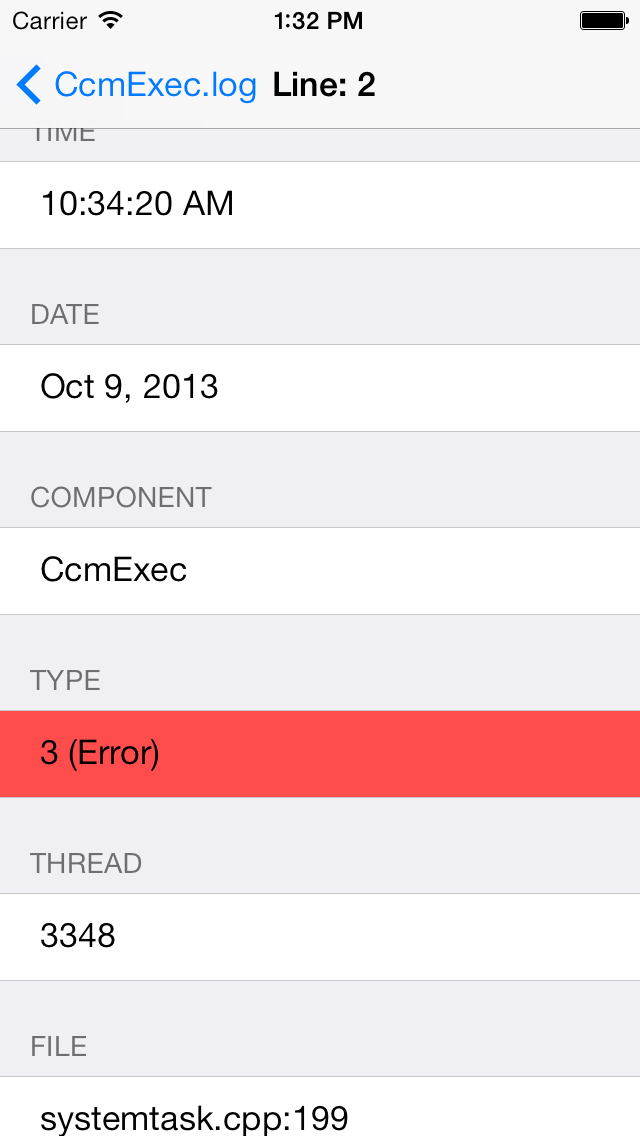 Carrier 1:32 PM
CcmExec.log Line: 2
TIME
10:34:20 AM
DATE
Oct 9, 2013
COMPONENT
CcmExec
TYPE
3 (Error)
THREAD
3348
FILE
systemtask.cpp:199